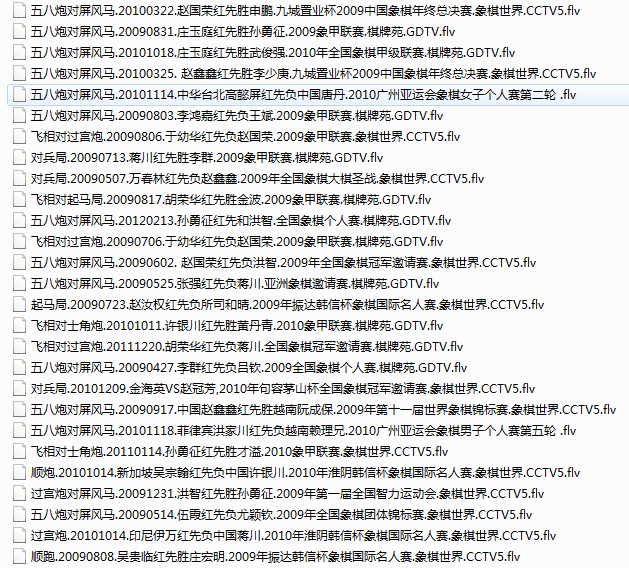 五八炮对屏风马.20100322.赵国荣红先胜申鹏.九城置业杯2009中国象棋年终总决赛.象棋世界.CCTV5.flv
五八炮对屏风马.20090831.庄玉庭红先胜孙勇征.2009象甲联赛.棋牌苑.GDTV.flv
五八炮对屏风马.20101018.庄玉庭红先胜武俊强.2010年全国象棋甲级联赛.棋牌苑.GDTV.flv
五八炮对屏风马.20100325. 赵鑫鑫红先胜李少庚.九城置业杯2009中国象棋年终总决赛.象棋世界.CCTV5.flv
五八炮对屏风马.20101114.中华台北高懿屏红先负中国唐丹.2010广州亚运会象棋女子个人赛第二轮 .flv
五八炮对屏风马.20090803.李鸿嘉红先负王斌.2009象甲联赛.棋牌苑.GDTV.flv
飞相对过宫炮.20090806.于幼华红先负赵国荣.2009象甲联赛.象棋世界.CCTV5.flv
对兵局.20090713.蒋川红先胜李群.2009象甲联赛.棋牌苑.GDTV.flv
对兵局.20090507.万春林红先负赵鑫鑫.2009年全国象棋大棋圣战.象棋世界.CCTV5.flv
飞相对起马局.20090817.胡荣华红先胜金波.2009象甲联赛.棋牌苑.GDTV.flv
五八炮对屏风马.20120213.孙勇征红先和洪智.全国象棋个人赛.棋牌苑.GDTV.flv
飞相对过宫炮.20090706.于幼华红先负赵国荣.2009象甲联赛.棋牌苑.GDTV.flv
五八炮对屏风马.20090602. 赵国荣红先负洪智.2009年全国象棋冠军邀请赛.象棋世界.CCTV5.flv
五八炮对屏风马.20090525.张强红先负蒋川.亚洲象棋邀请赛.棋牌苑.GDTV.flv
起马局.20090723.赵汝权红先负所司和晴.2009年振达韩信杯象棋国际名人赛.象棋世界.CCTV5.flv
飞相对士角炮.20101011.许银川红先胜黄丹青.2010象甲联赛.棋牌苑.GDTV.flv
飞相对过宫炮.20111220.胡荣华红先负蒋川.全国象棋冠军邀请赛.棋牌苑.GDTV.flv
五八炮对屏风马.20090427.李群红先负吕钦.2009全国象棋个人赛.棋牌苑.GDTV.flv
对兵局.20101209.金海英VS赵冠芳,2010年句容茅山杯全国象棋冠军邀请赛.象棋世界.CCTV5.flv
五八炮对屏风马.20090917.中国赵鑫鑫红先胜越南阮成保.2009年第十一届世界象棋锦标赛.象棋世界.CCTV5.flv
五八炮对屏风马.20101118.菲律宾洪家川红先负越南赖理兄.2010广州亚运会象棋男子个人赛第五轮 .flv
飞相对士角炮.20110114.孙勇征红先胜才溢.2010象甲联赛.象棋世界.CCTV5.flv
顺炮.20101014.新加坡吴宗翰红先负中国许银川.2010年淮阴韩信杯象棋国际名人赛.象棋世界.CCTV5.flv
过宫炮对屏风马.20091231.洪智红先胜孙勇征.2009年第一届全国智力运动会.象棋世界.CCTV5.flv
五八炮对屏风马.20090514.伍霞红先负尤颖钦.2009年全国象棋团体锦标赛.象棋世界.CCTV5.flv
过宫炮.20101014.印尼伊万红先负中国蒋川.2010年淮阴韩信杯象棋国际名人赛.象棋世界.CCTV5.flv
顺跑.20090808.吴贵临红先胜庄宏明.2009年振达韩信杯象棋国际名人赛.象棋世界.CCTV5.flv